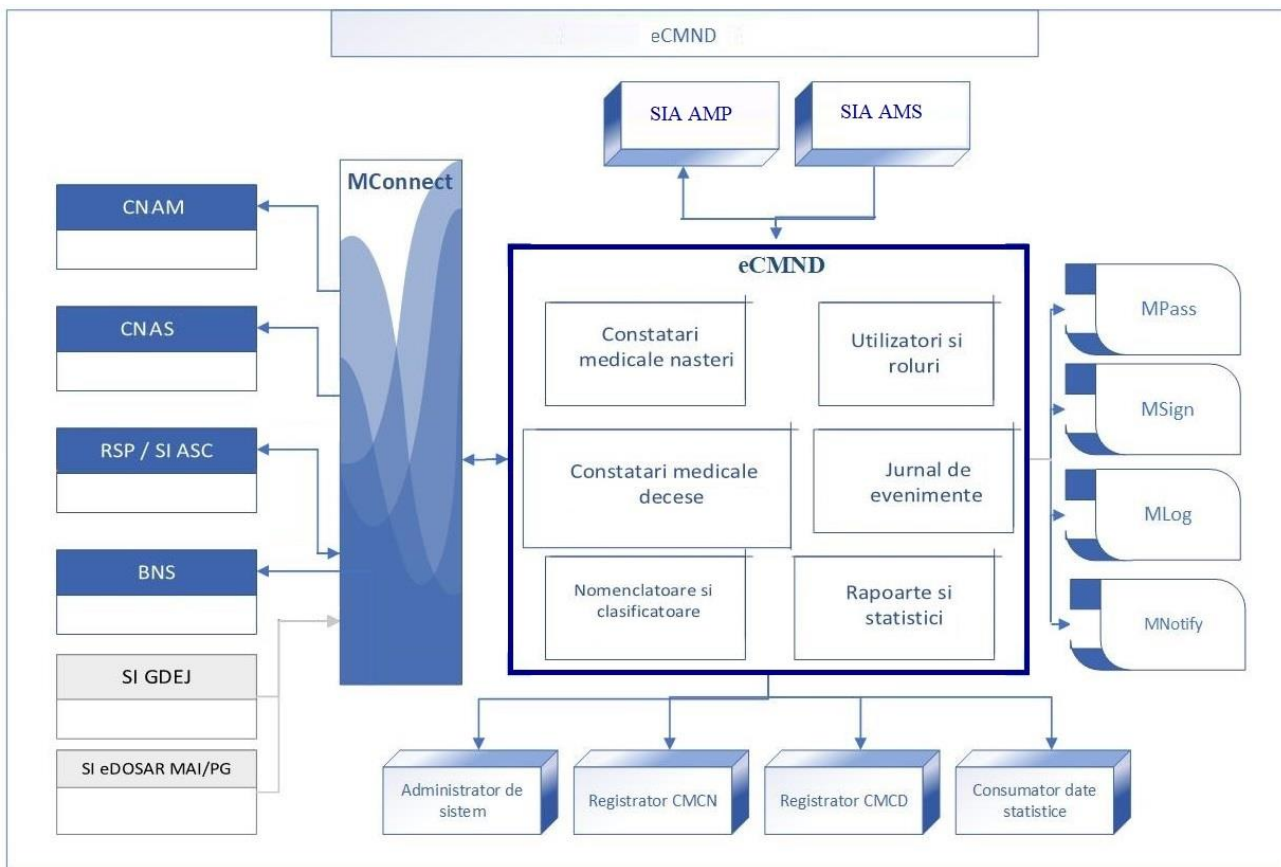 eCMND
SIA AMP
SIA AMS
MConnect
CNAM
CNAS
RSP / SI ASC
BNS
SI GDEJ
SI eDOSAR MAI/PG
eCMND
Constatari
medicale nasteri
Utilizatori si
roluri
Constatari medicale
decese
Jurnal de
evenimente
Nomenclatoare si
clasificatoare
Rapoarte si
statistici
MPass
MSign
MLog
MNotify
Administrator de
sistem
Registrator CMCN
Registrator CMCD
Consumator date
statistice